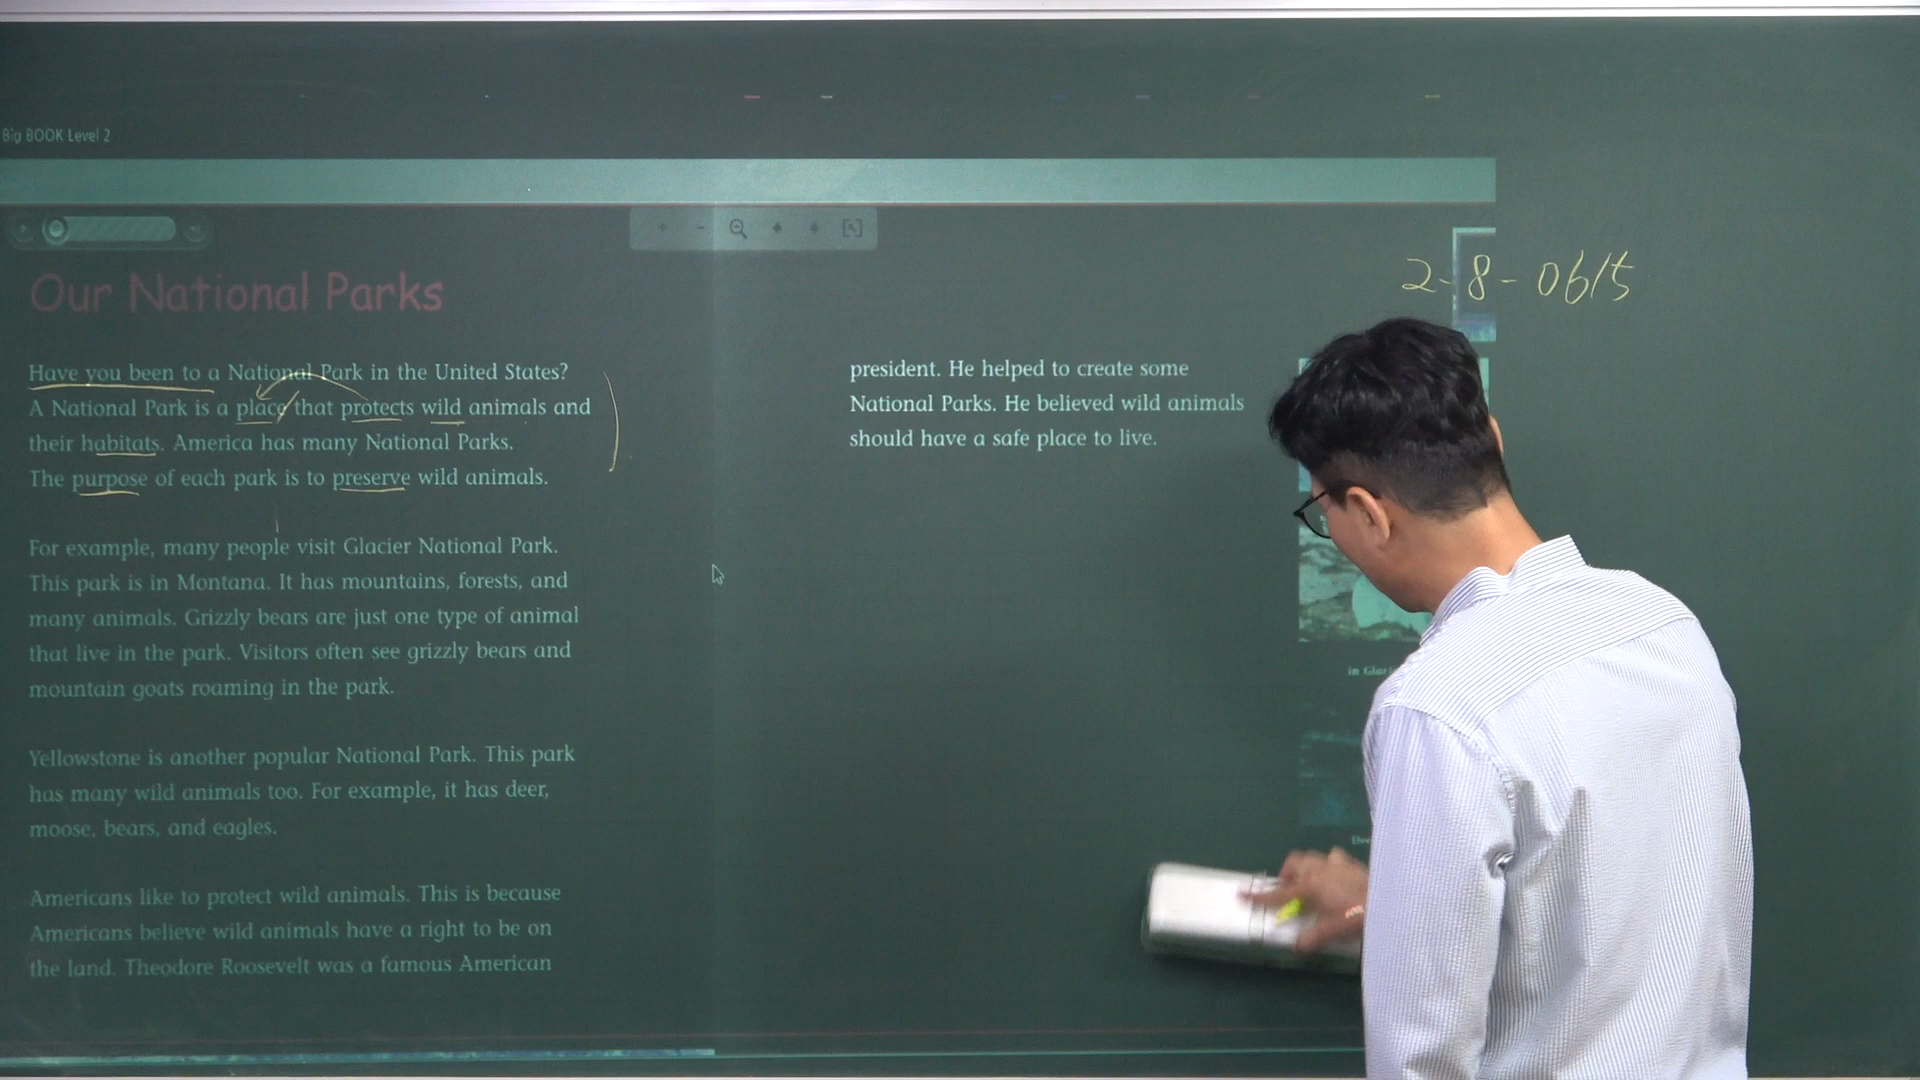 Big BOOK Level 2
2-8-0615
Our National Parks
Have you been to a National Park in the United States?
A National Park is a place that protects wild animals and
their habitats. America has many National Parks.
The purpose of each park is to preserve wild animals.
For example, many people visit Glacier National Park.
This park is in Montana. It has mountains, forests, and
many animals. Grizzly bears are just one type of animal
that live in the park. Visitors often see grizzly bears and
mountain goats roaming in the park.
Yellowstone is another popular National Park. This park
has many wild animals too. For example, it has deer,
moose, bears, and eagles.
Americans like to protect wild animals. This is because
Americans believe wild animals have a right to be on
the land. Theodore Roosevelt was a famous American
president. He helped to create some
National Parks. He believed wild animals
should have a safe place to live.
in